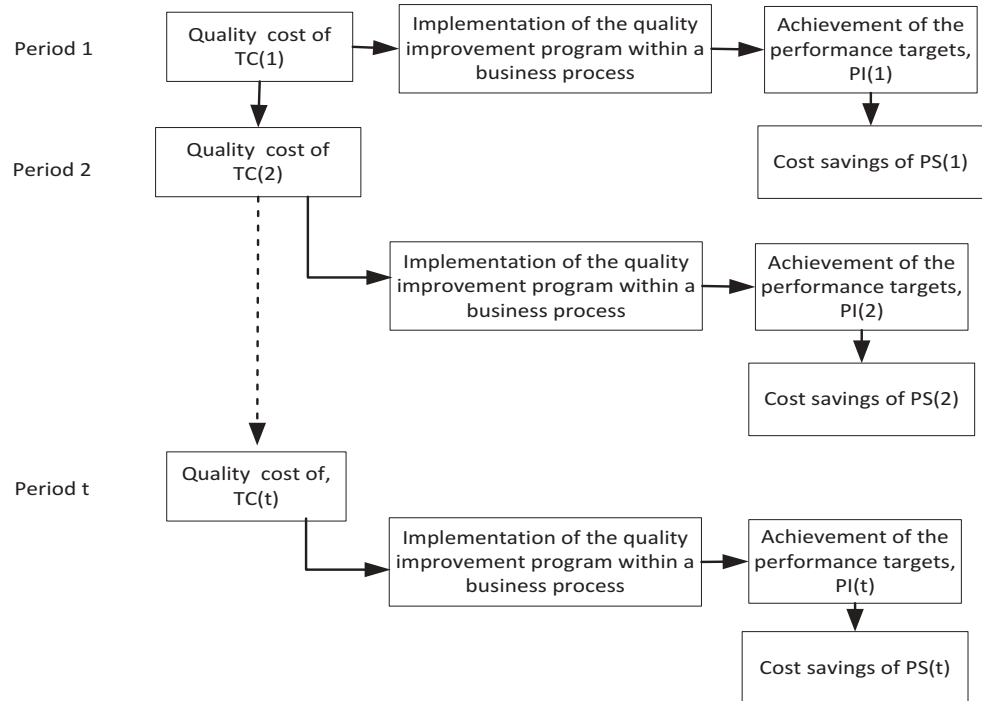 Period 1
Quality cost of
TC(1)
Implementation of the quality
improvement program within a
business process
Achievement of the
performance targets,
PI(1)
Cost savings of PS(1)
Period 2
Quality cost of
TC(2)
Implementation of the quality
improvement program within a
business process
Achievement of the
performance targets,
PI(2)
Cost savings of PS(2)
Period t
Quality cost of,
TC(t)
Implementation of the quality
improvement program within a
business process
Achievement of the
performance targets,
PI(t)
Cost savings of PS(t)